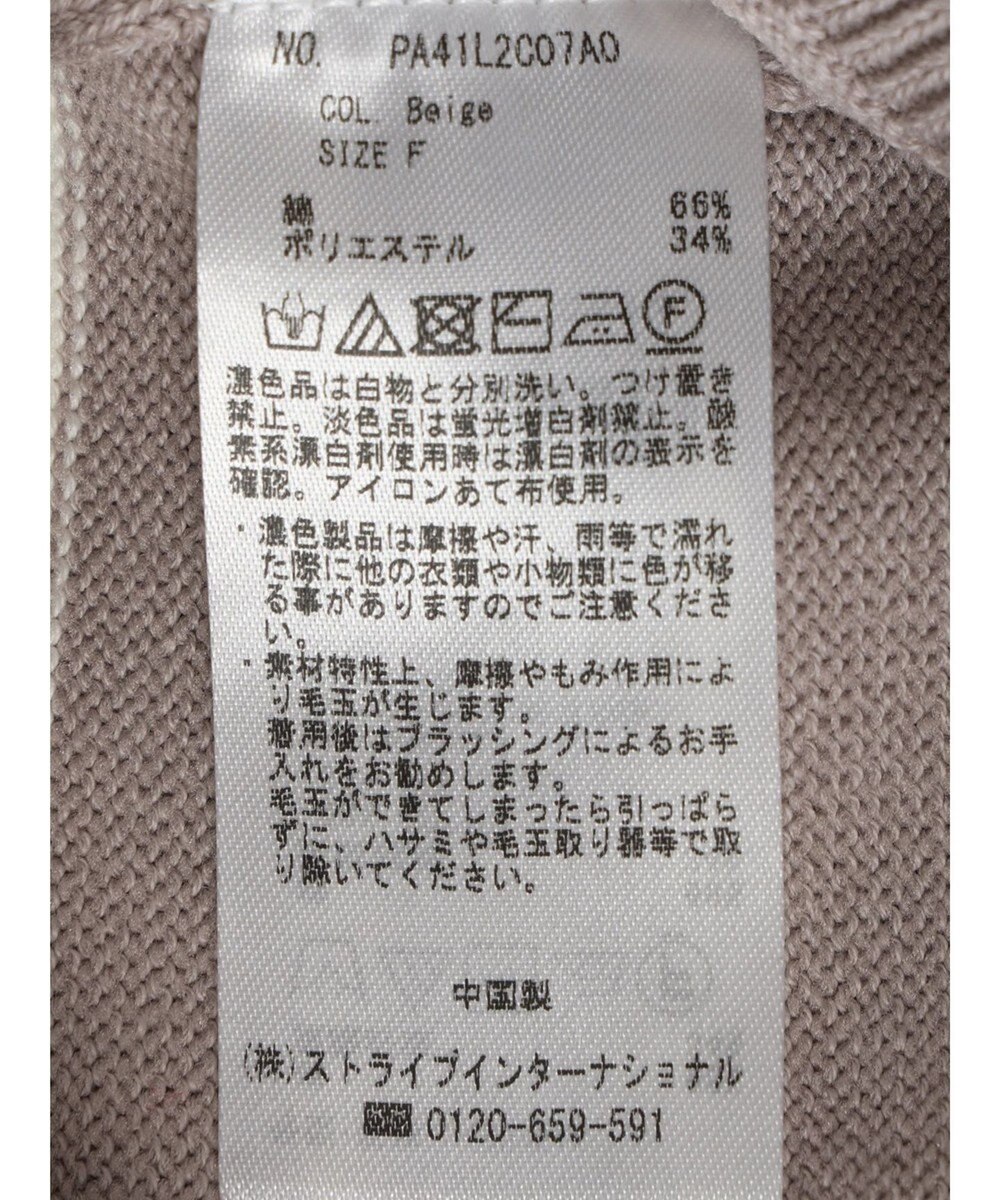 NO. PA41L2C07A0
COL. Beige
SIZE F
綿 66%
ポリエステル 34%
F
濃色品は白物と分別洗い。つけ置き
禁止。淡色品は蛍光増白剤禁止。酸
素系漂白剤使用時は漂白剤の表示を
確認。アイロンあて布使用。
・濃色製品は摩擦や汗、雨等で濡れ
た際に他の衣類や小物類に色が移
る事がありますのでご注意くださ
い。
・素材特性上、摩擦やもみ作用によ
り毛玉が生じます。
着用後はブラッシングによるお手
入れをお勧めします。
毛玉ができてしまったら引っぱら
ずに、ハサミや毛玉取り器等で取
り除いてください。
中国製
(株)ストライプインターナショナル
0120-659-591